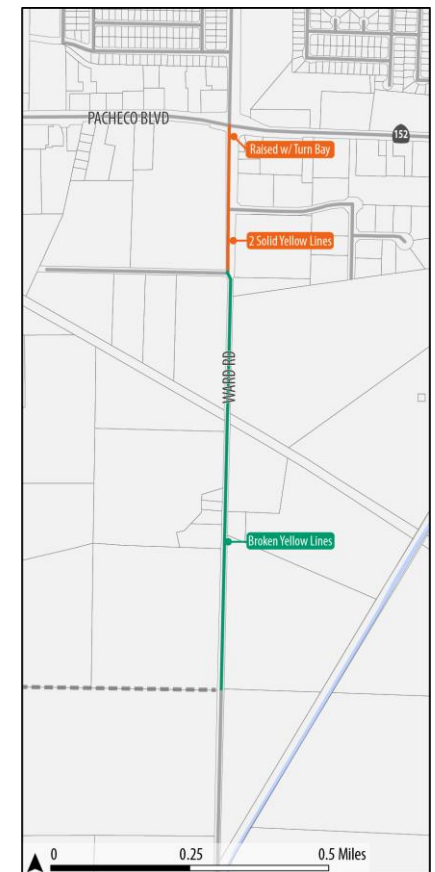 PACHECO BLVD
152
Raised w/ Turn Bay
2 Solid Yellow Lines
WARD RD
Broken Yellow Lines
0 0.25 0.5 Miles